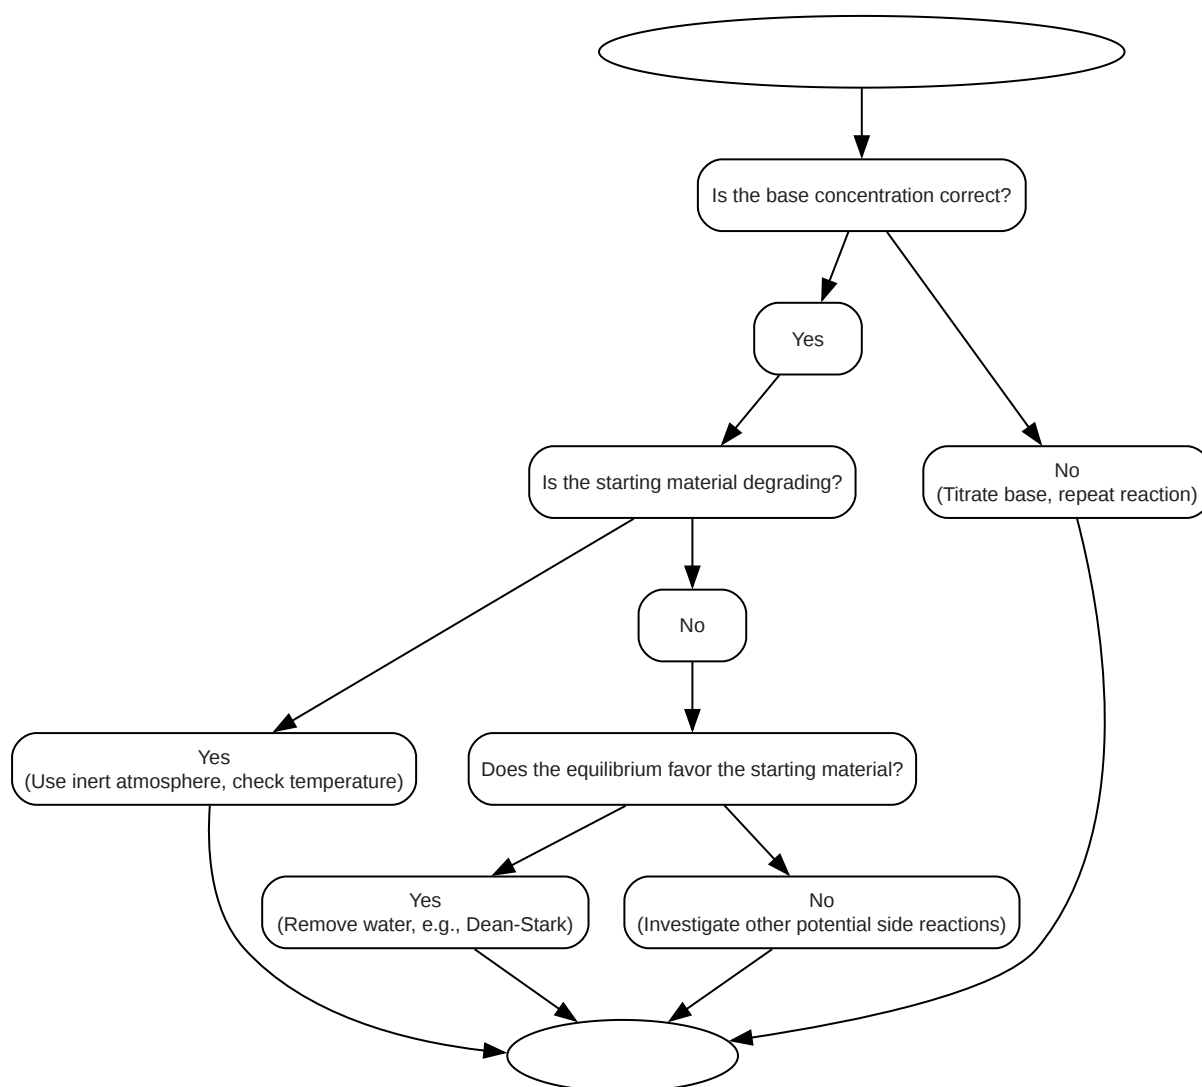 Is the base concentration correct?
Yes
Is the starting material degrading?
No
(Titrate base, repeat reaction)
No
Yes
(Use inert atmosphere, check temperature)
Does the equilibrium favor the starting material?
Yes
(Remove water, e.g., Dean-Stark)
No
(Investigate other potential side reactions)